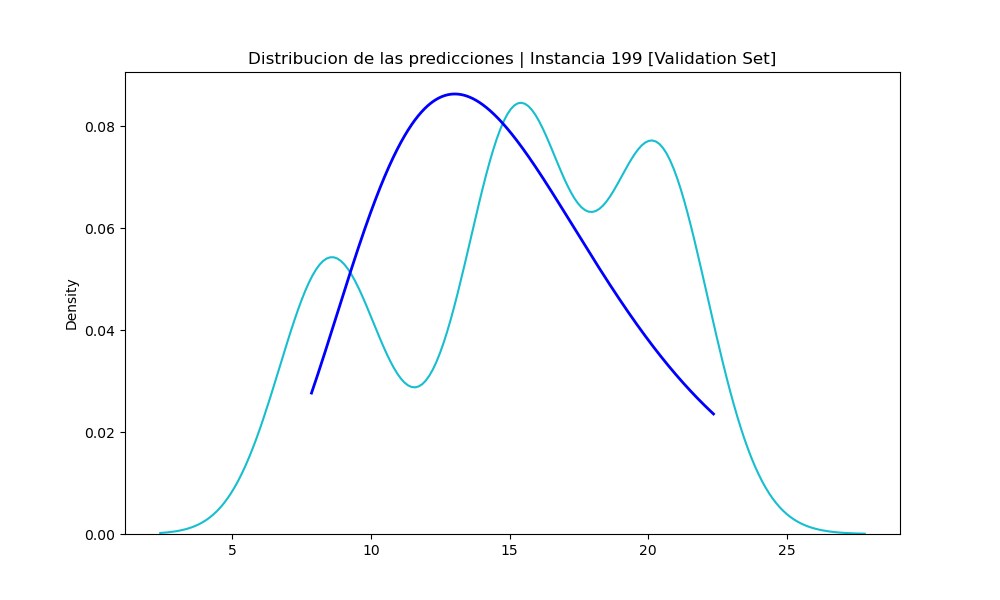 Distribucion de las predicciones | Instancia 199 [Validation Set]
Density
0.08
0.06
0.04
0.02
0.00
5 10 15 20 25